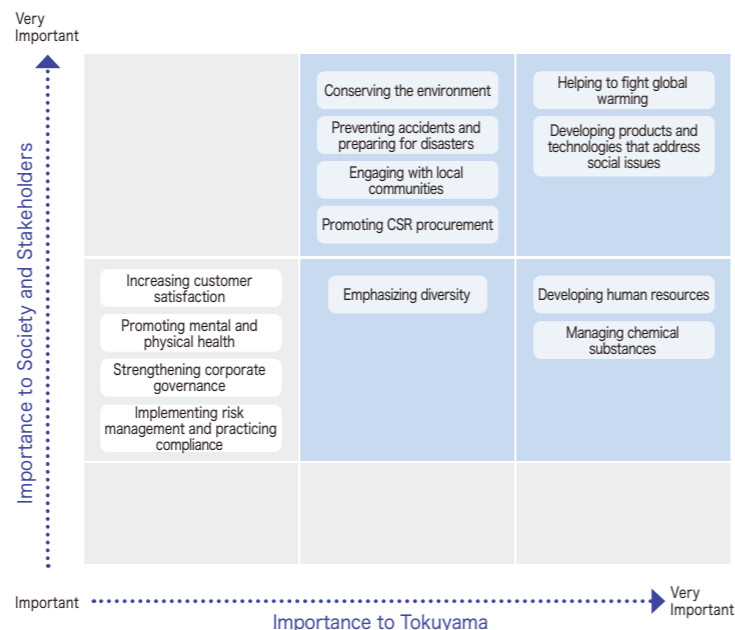 Very
Important
Importance to Society and Stakeholders
Conserving the environment
Preventing accidents and
preparing for disasters
Engaging with local
communities
Promoting CSR procurement
Helping to fight global
warming
Developing products and
technologies that address
social issues
Increasing customer
satisfaction
Promoting mental and
physical health
Strengthening corporate
governance
Implementing risk
management and practicing
compliance
Emphasizing diversity
Developing human resources
Managing chemical
substances
Important
Importance to Tokuyama
Very
Important